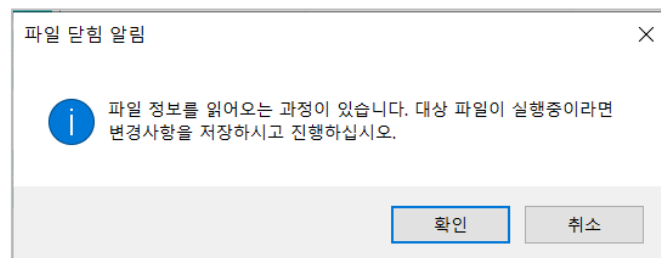 파일 닫힘 알림
파일 정보를 읽어오는 과정이 있습니다. 대상 파일이 실행중이라면
변경사항을 저장하시고 진행하십시오.
확인
취소